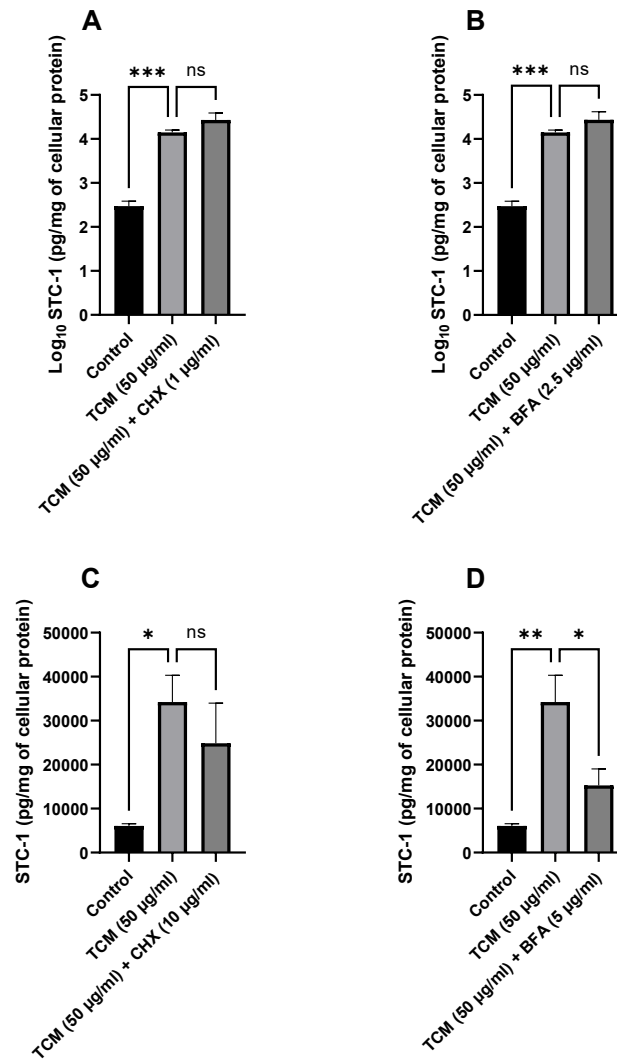 A
Log10 STC-1 (pg/mg of cellular protein)
5
4
3
2
1
0
***
ns
Control
TCM (50 µg/ml)
TCM (50 µg/ml) + CHX (1 µg/ml)
B
Log10 STC-1 (pg/mg of cellular protein)
5
4
3
2
1
0
***
ns
Control
TCM (50 µg/ml)
TCM (50 µg/ml) + BFA (2.5 µg/ml)
C
STC-1 (pg/mg of cellular protein)
50000
40000
30000
20000
10000
0
*
ns
Control
TCM (50 µg/ml)
TCM (50 µg/ml) + CHX (10 µg/ml)
D
STC-1 (pg/mg of cellular protein)
50000
40000
30000
20000
10000
0
**
*
Control
TCM (50 µg/ml)
TCM (50 µg/ml) + BFA (5 µg/ml)